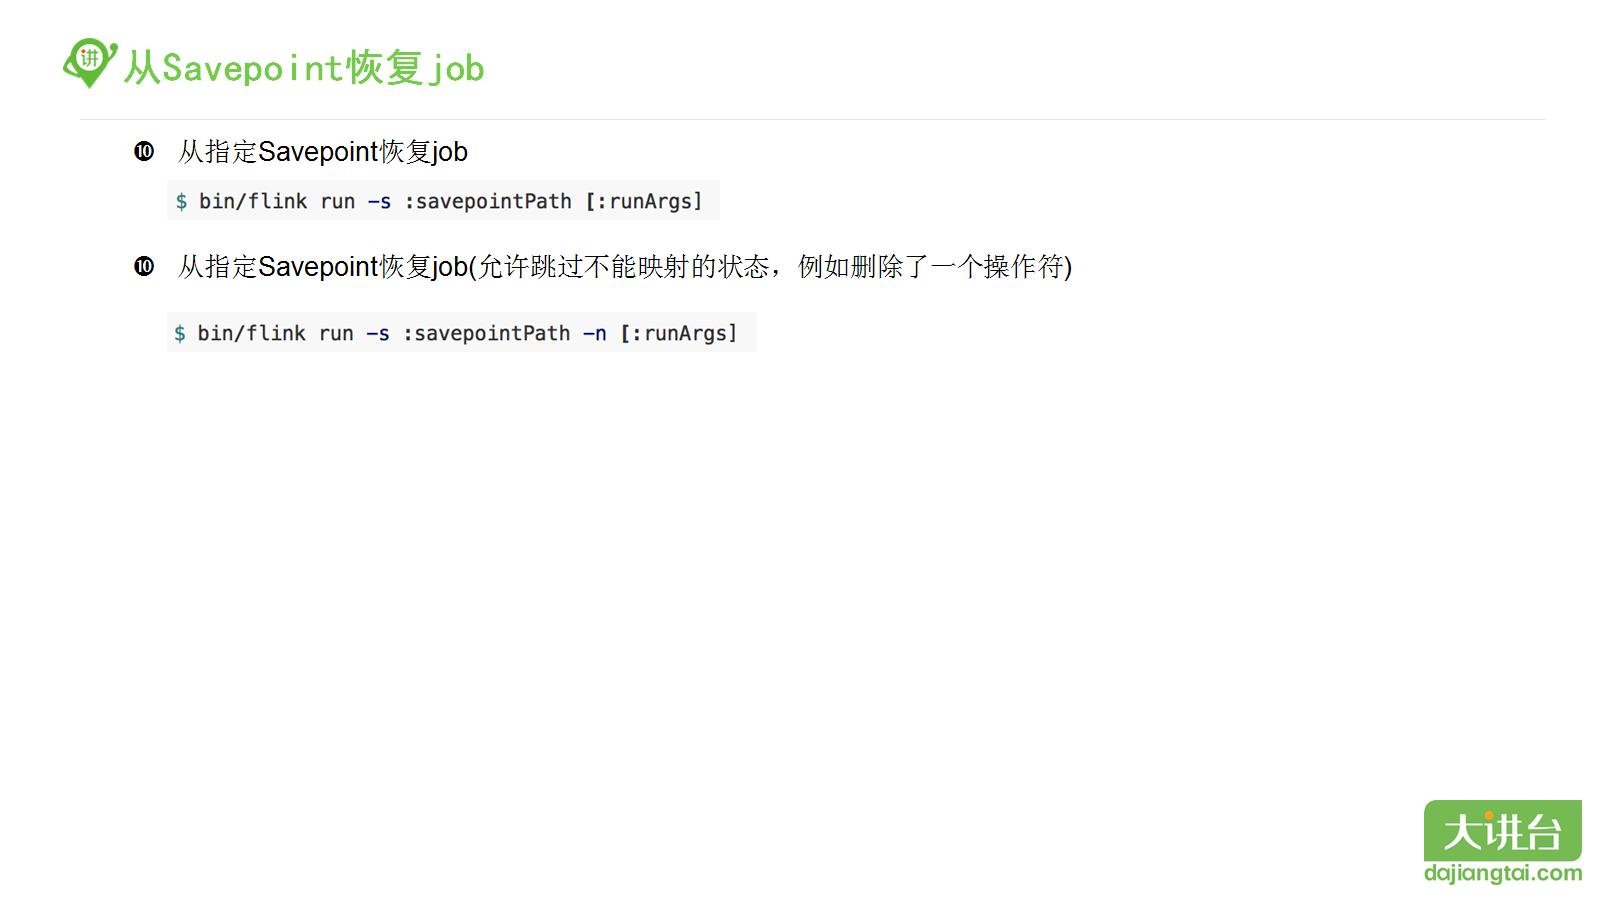 讲
从Savepoint恢复job
❿ 从指定Savepoint恢复job
$ bin/flink run -s :savepointPath [:runArgs]
❿ 从指定Savepoint恢复job(允许跳过不能映射的状态，例如删除了一个操作符)
$ bin/flink run -s :savepointPath -n [:runArgs]
大讲台
dajiangtai.com